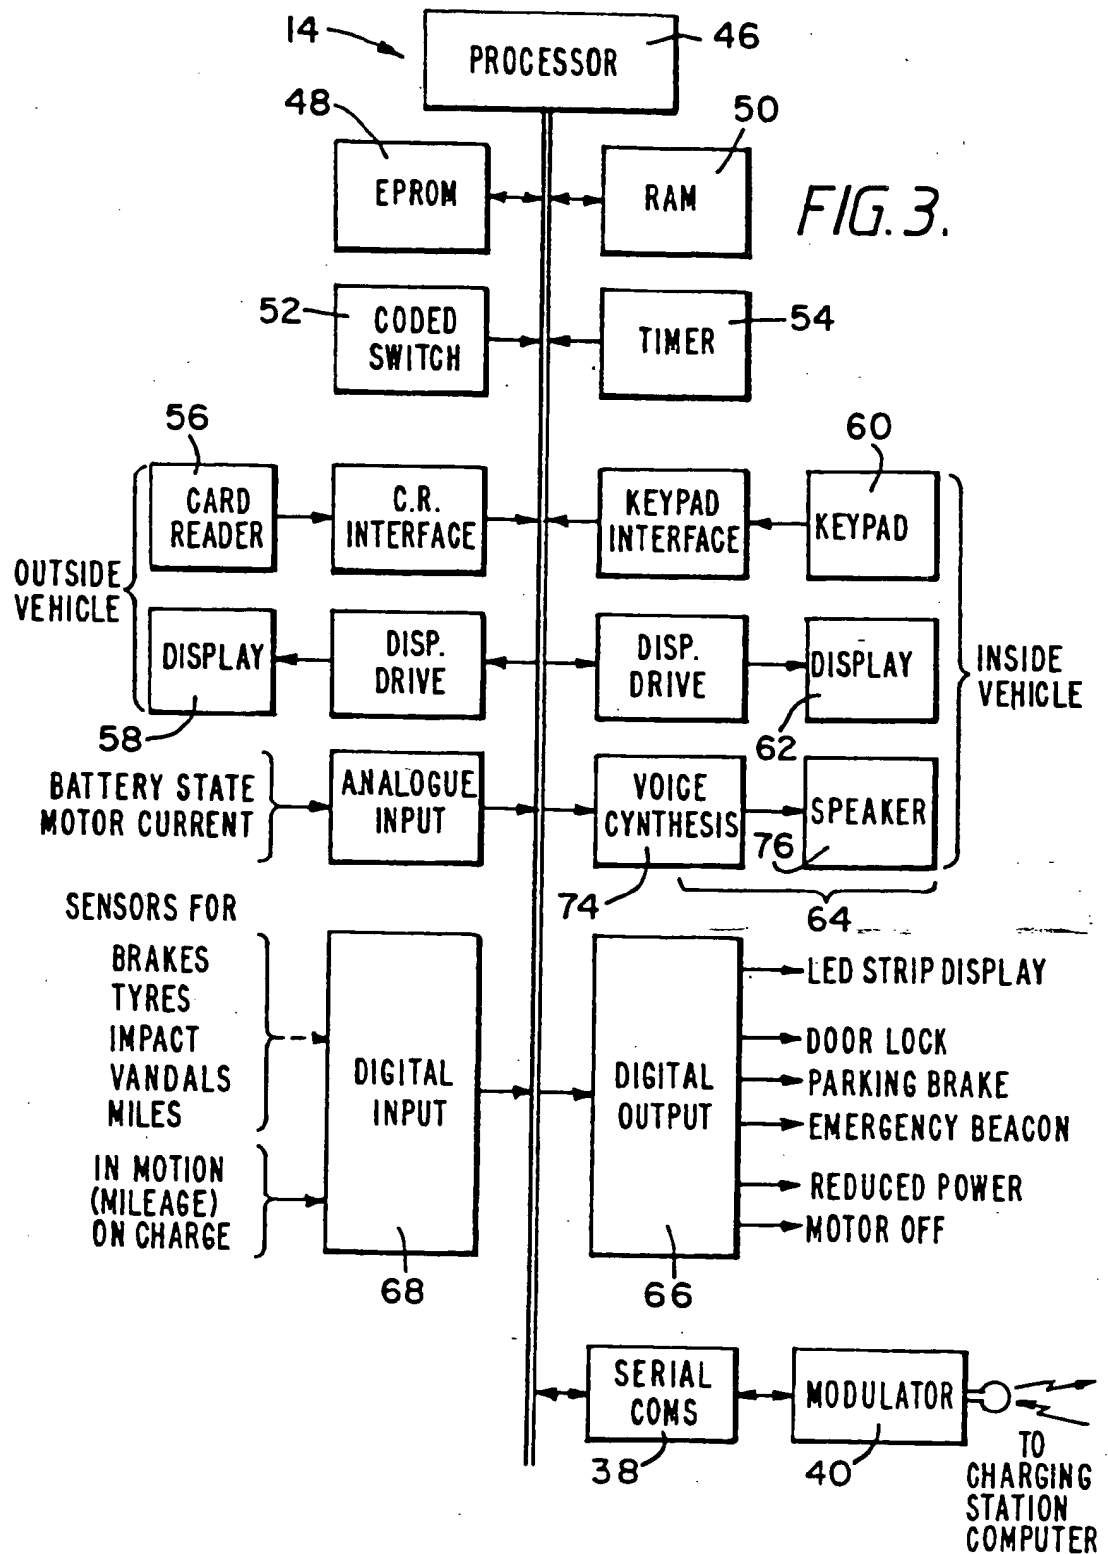 14
PROCESSOR
46
48
EPROM
50
RAM
FIG. 3.
52
CODED
SWITCH
TIMER
54
56
CARD
READER
C.R.
INTERFACE
KEYPAD
INTERFACE
60
KEYPAD
OUTSIDE
VEHICLE
DISPLAY
58
DISP.
DRIVE
DISP.
DRIVE
DISPLAY
62
INSIDE
VEHICLE
BATTERY STATE
MOTOR CURRENT
ANALOGUE
INPUT
VOICE
CYNTHESIS
74
SPEAKER
76
64
SENSORS FOR
BRAKES
TYRES
IMPACT
VANDALS
MILES
IN MOTION
(MILEAGE)
ON CHARGE
DIGITAL
INPUT
68
DIGITAL
OUTPUT
66
LED STRIP DISPLAY
DOOR LOCK
PARKING BRAKE
EMERGENCY BEACON
REDUCED POWER
MOTOR OFF
SERIAL
COMS
38
MODULATOR
40
TO
CHARGING
STATION
COMPUTER